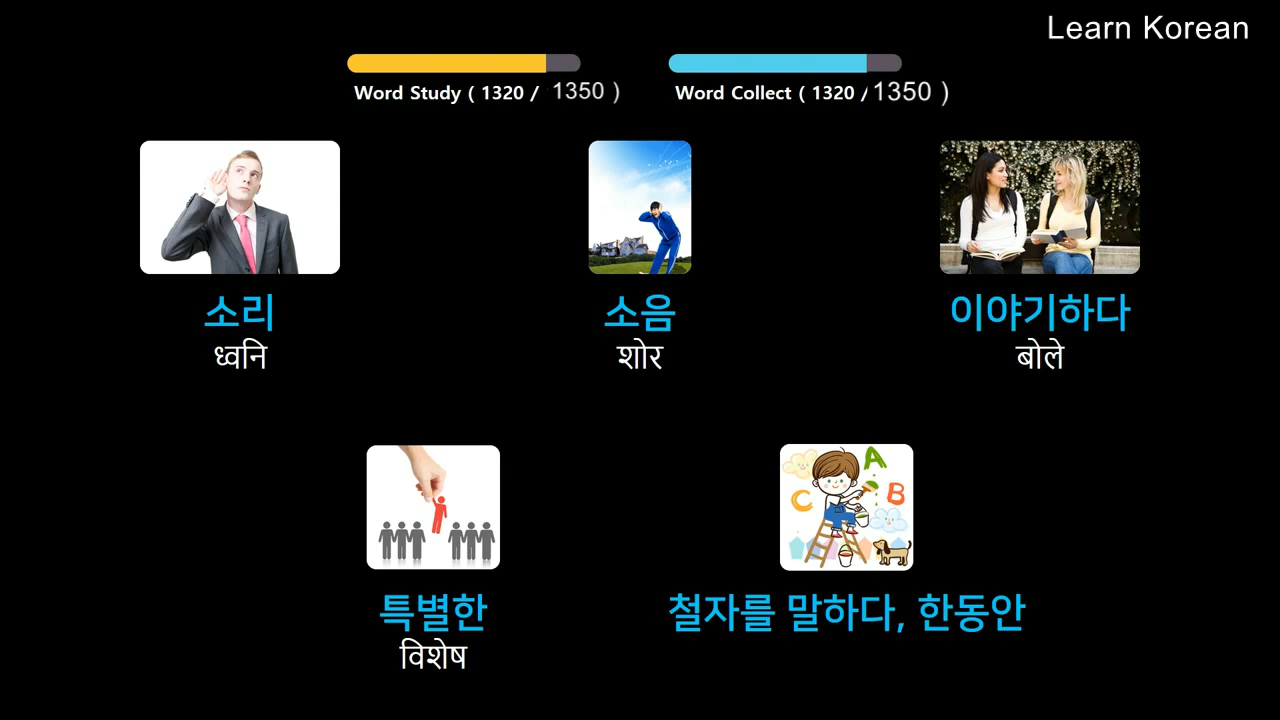 Learn Korean
Word Study ( 1320 / 1350 )
Word Collect ( 1320 / 1350 )
소리
ध्वनि
소음
शोर
이야기하다
बोले
A
B
C
특별한
विशेष
철자를 말하다, 한동안